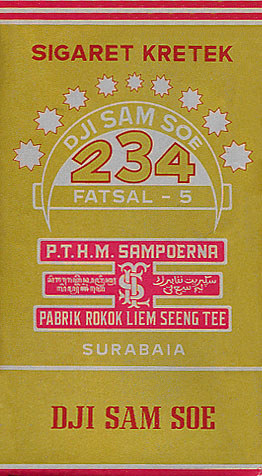 SIGARET KRETEK
DJI SAM SOE
234
FATSAL - 5
P.T.H.M. SAMPOERNA
PABRIK ROKOK LIEM SEENG TEE
SURABAIA
DJI SAM SOE